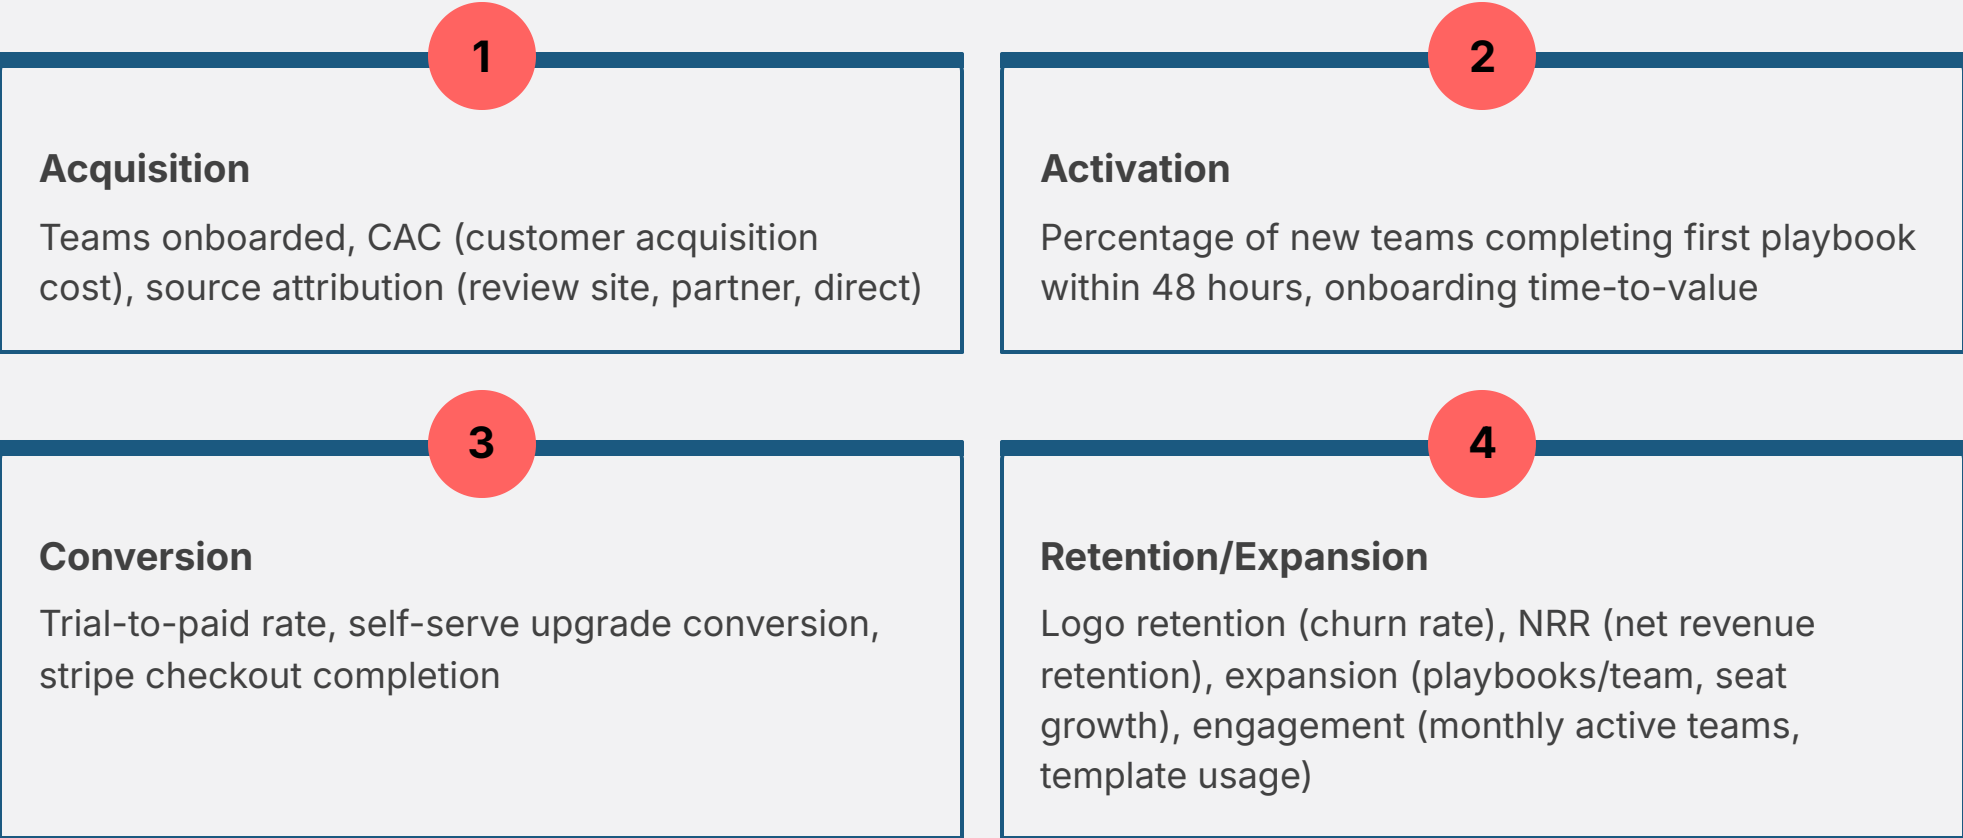 1
Acquisition
Teams onboarded, CAC (customer acquisition
cost), source attribution (review site, partner, direct)
2
Activation
Percentage of new teams completing first playbook
within 48 hours, onboarding time-to-value
3
Conversion
Trial-to-paid rate, self-serve upgrade conversion,
stripe checkout completion
4
Retention/Expansion
Logo retention (churn rate), NRR (net revenue
retention), expansion (playbooks/team, seat
growth), engagement (monthly active teams,
template usage)